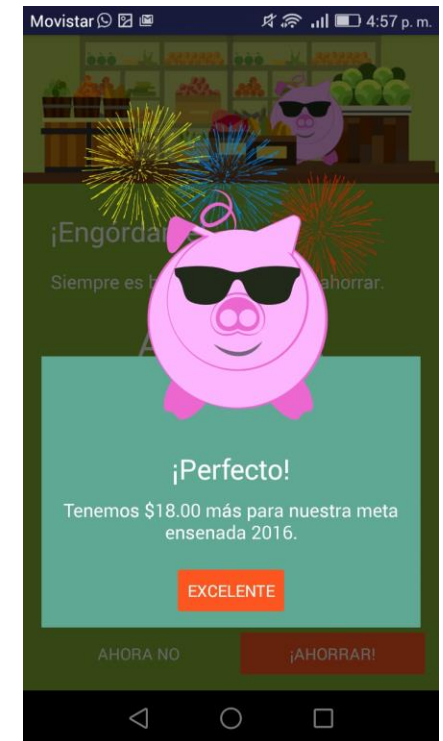 Movistar 4:57 p. m.
¡Engorda
Siempre es b ahorrar.
A
¡Perfecto!
Tenemos $18.00 más para nuestra meta
ensenada 2016.
EXCELENTE
AHORA NO ¡AHORRAR!